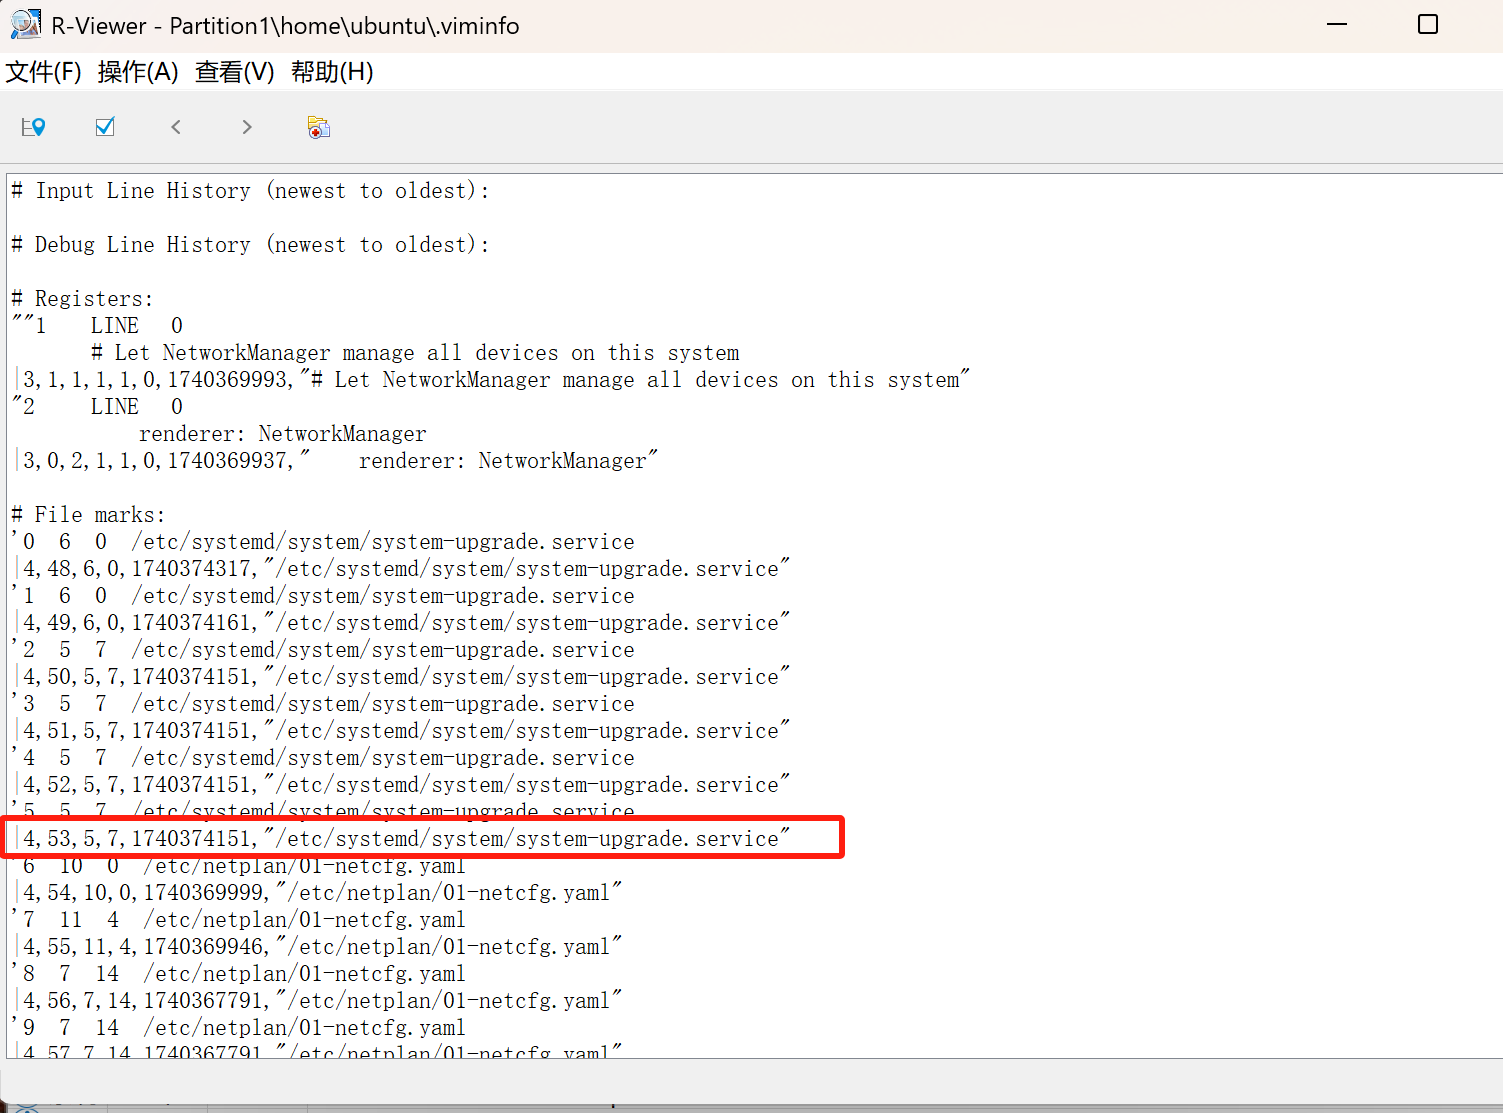 R-Viewer - Partition1\home\ubuntu\.viminfo
文件(F) 操作(A) 查看(V) 帮助(H)
# Input Line History (newest to oldest):
# Debug Line History (newest to oldest):
# Registers:
""1 LINE 0
# Let NetworkManager manage all devices on this system
|3,1,1,1,1,0,1740369993,"# Let NetworkManager manage all devices on this system"
"2 LINE 0
renderer: NetworkManager
|3,0,2,1,1,0,1740369937," renderer: NetworkManager"
# File marks:
'0 6 0 /etc/systemd/system/system-upgrade.service
|4,48,6,0,1740374317,"/etc/systemd/system/system-upgrade.service"
'1 6 0 /etc/systemd/system/system-upgrade.service
|4,49,6,0,1740374161,"/etc/systemd/system/system-upgrade.service"
'2 5 7 /etc/systemd/system/system-upgrade.service
|4,50,5,7,1740374151,"/etc/systemd/system/system-upgrade.service"
'3 5 7 /etc/systemd/system/system-upgrade.service
|4,51,5,7,1740374151,"/etc/systemd/system/system-upgrade.service"
'4 5 7 /etc/systemd/system/system-upgrade.service
|4,52,5,7,1740374151,"/etc/systemd/system/system-upgrade.service"
'5 5 7 /etc/systemd/system/system-upgrade.service
|4,53,5,7,1740374151,"/etc/systemd/system/system-upgrade.service"
'6 10 0 /etc/netplan/01-netcfg.yaml
|4,54,10,0,1740369999,"/etc/netplan/01-netcfg.yaml"
'7 11 4 /etc/netplan/01-netcfg.yaml
|4,55,11,4,1740369946,"/etc/netplan/01-netcfg.yaml"
'8 7 14 /etc/netplan/01-netcfg.yaml
|4,56,7,14,1740367791,"/etc/netplan/01-netcfg.yaml"
'9 7 14 /etc/netplan/01-netcfg.yaml
|4,57,7,14,1740367791,"/etc/netplan/01-netcfg.yaml"